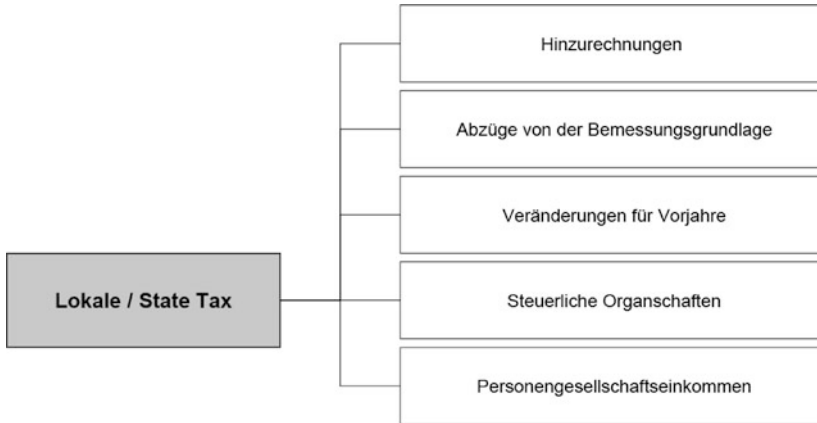 Hinzurechnungen
Abzüge von der Bemessungsgrundlage
Veränderungen für Vorjahre
Lokale / State Tax
Steuerliche Organschaften
Personengesellschaftseinkommen